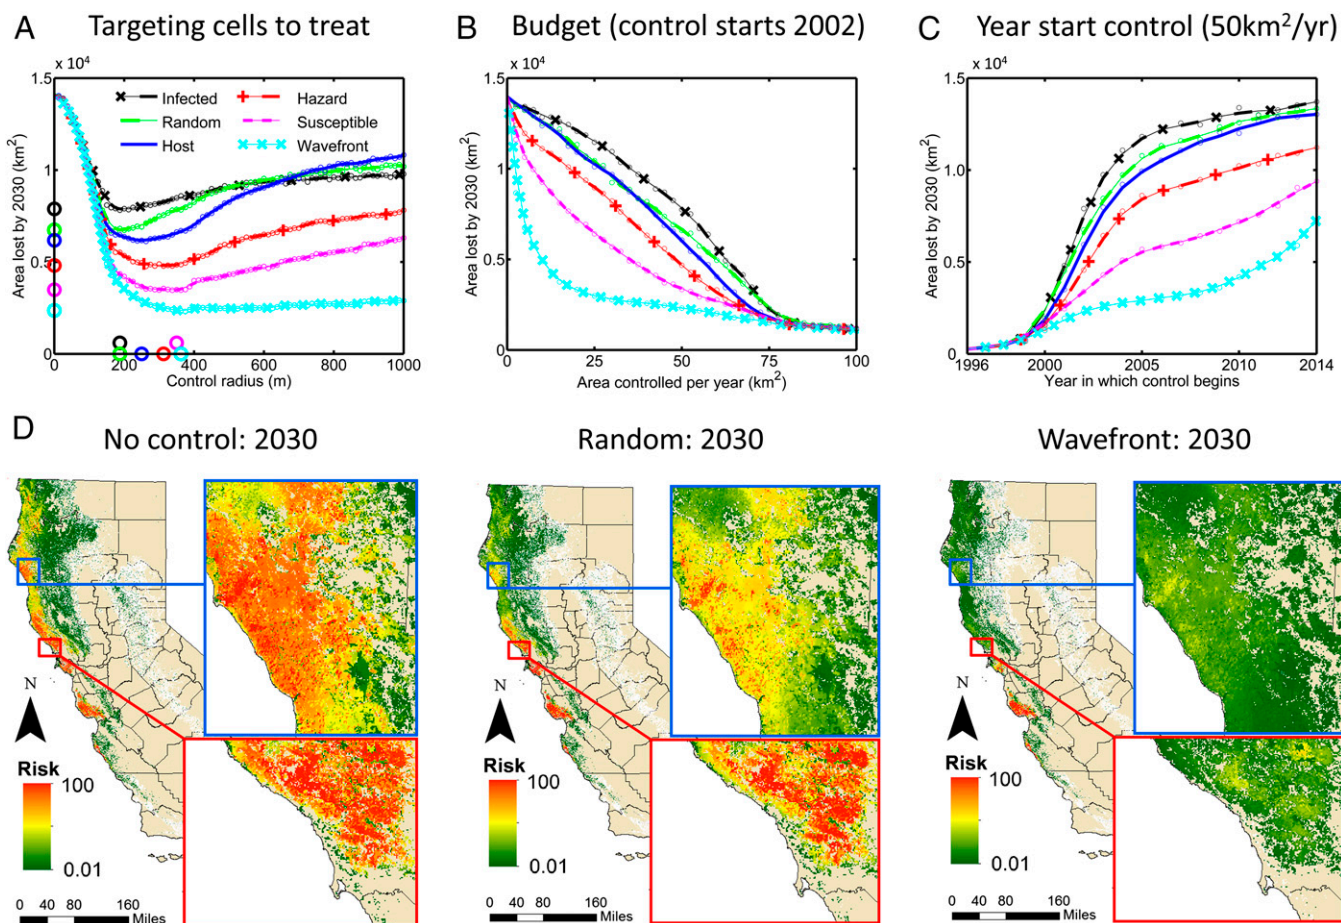 A Targeting cells to treat
x 10⁴
1.5
1.0
0.5
0
0 200 400 600 800 1000
Area lost by 2030 (km²)
Control radius (m)
Infected Hazard
Random Susceptible
Host Wavefront
B Budget (control starts 2002)
x 10⁴
1.5
1.0
0.5
0
0 25 50 75 100
Area lost by 2030 (km²)
Area controlled per year (km²)
C Year start control (50km²/yr)
x 10⁴
1.5
1.0
0.5
0
1996 2000 2005 2010 2014
Area lost by 2030 (km²)
Year in which control begins
D
No control: 2030
N
Risk
100
0.01
0 40 80 160
Miles
Random: 2030
N
Risk
100
0.01
0 40 80 160
Miles
Wavefront: 2030
N
Risk
100
0.01
0 40 80 160
Miles